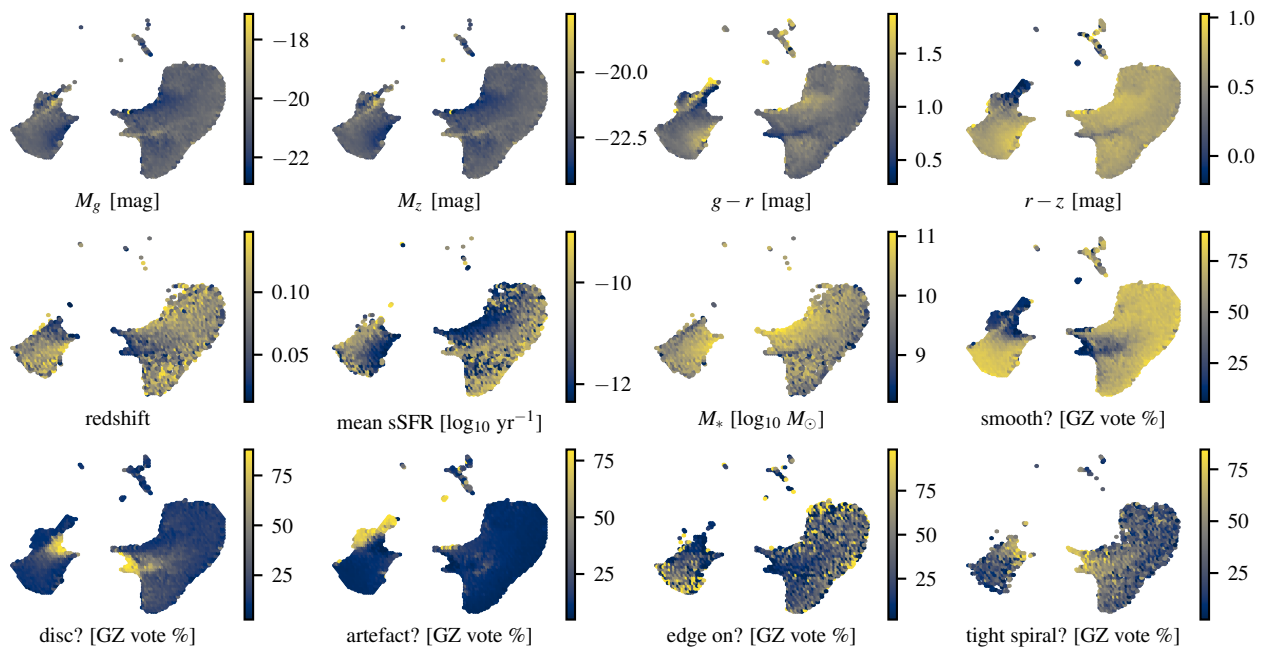 −18
−20
−22
M_g [mag]
−20.0
−22.5
M_z [mag]
1.5
1.0
0.5
g − r [mag]
1.0
0.5
0.0
r − z [mag]
0.10
0.05
redshift
−10
−12
mean sSFR [log₁₀ yr⁻¹]
11
10
9
M_* [log₁₀ M_⊙]
75
50
25
smooth? [GZ vote %]
75
50
25
disc? [GZ vote %]
75
50
25
artefact? [GZ vote %]
75
50
25
edge on? [GZ vote %]
75
50
25
tight spiral? [GZ vote %]